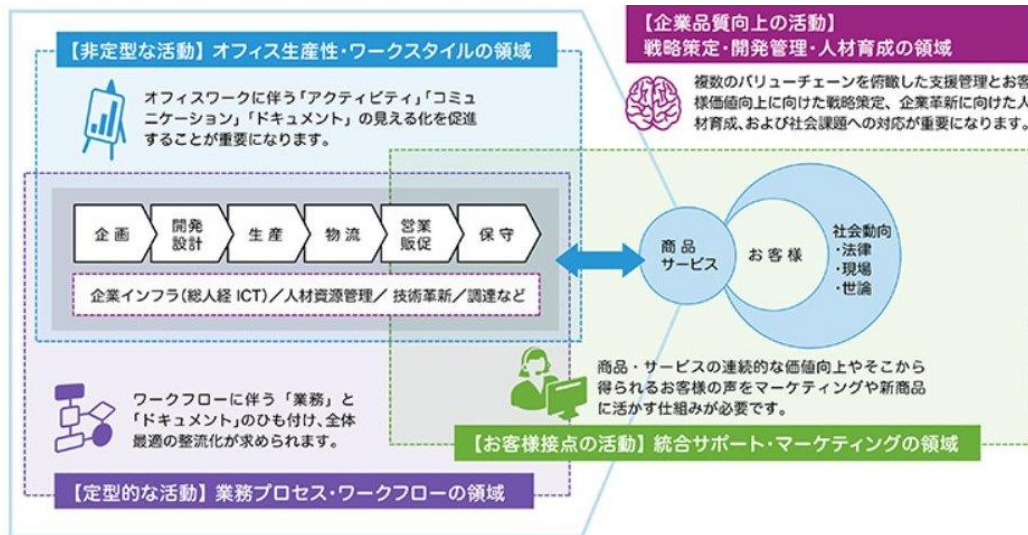 【非定型な活動】オフィス生産性・ワークスタイルの領域
オフィスワークに伴う「アクティビティ」「コミュ
ニケーション」「ドキュメント」の見える化を促進
することが重要になります。
【企業品質向上の活動】
戦略策定・開発管理・人材育成の領域
複数のバリューチェーンを俯瞰した支援管理とお客
様価値向上に向けた戦略策定、企業革新に向けた人
材育成、および社会課題への対応が重要になります。
企画
開発
設計
生産
物流
営業
販促
保守
企業インフラ(総人経 ICT)/人材資源管理/ 技術革新/調達など
商品
サービス
お客様
社会動向
・法律
・現場
・世論
商品・サービスの連続的な価値向上やそこから
得られるお客様の声をマーケティングや新商品
に活かす仕組みが必要です。
【お客様接点の活動】統合サポート・マーケティングの領域
ワークフローに伴う「業務」と
「ドキュメント」のひも付け、全体
最適の整流化が求められます。
【定型的な活動】業務プロセス・ワークフローの領域